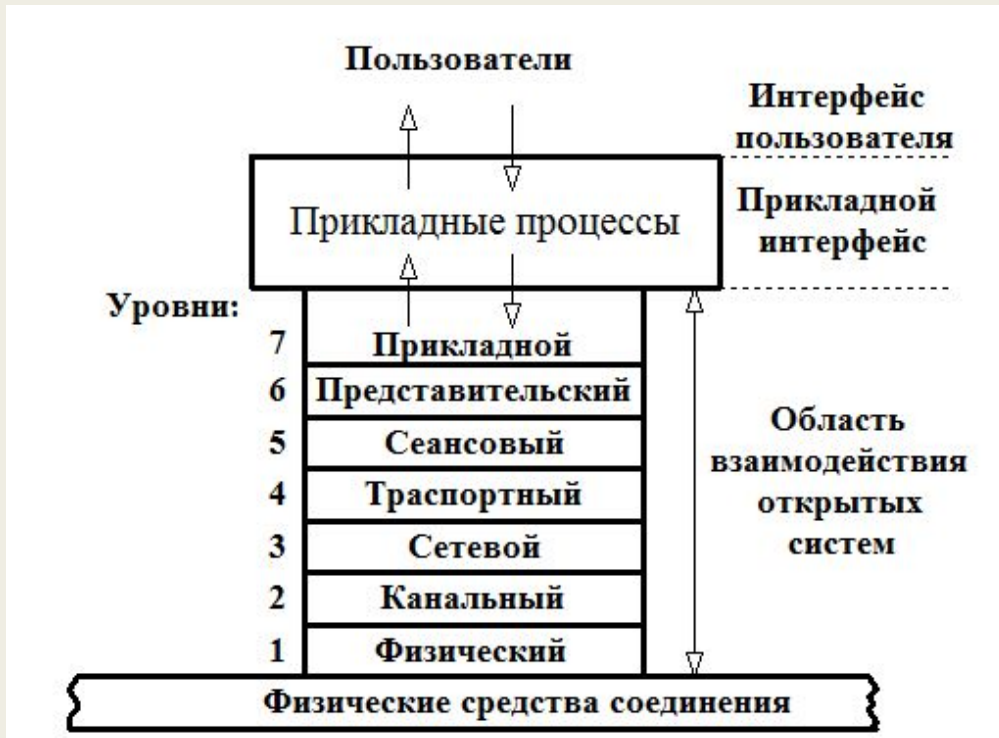 Пользователи
Интерфейс
пользователя
Прикладные процессы
Прикладной
интерфейс
Уровни:
7 Прикладной
6 Представительский
5 Сеансовый
4 Траспортный
3 Сетевой
2 Канальный
1 Физический
Область
взаимодействия
открытых
систем
Физические средства соединения